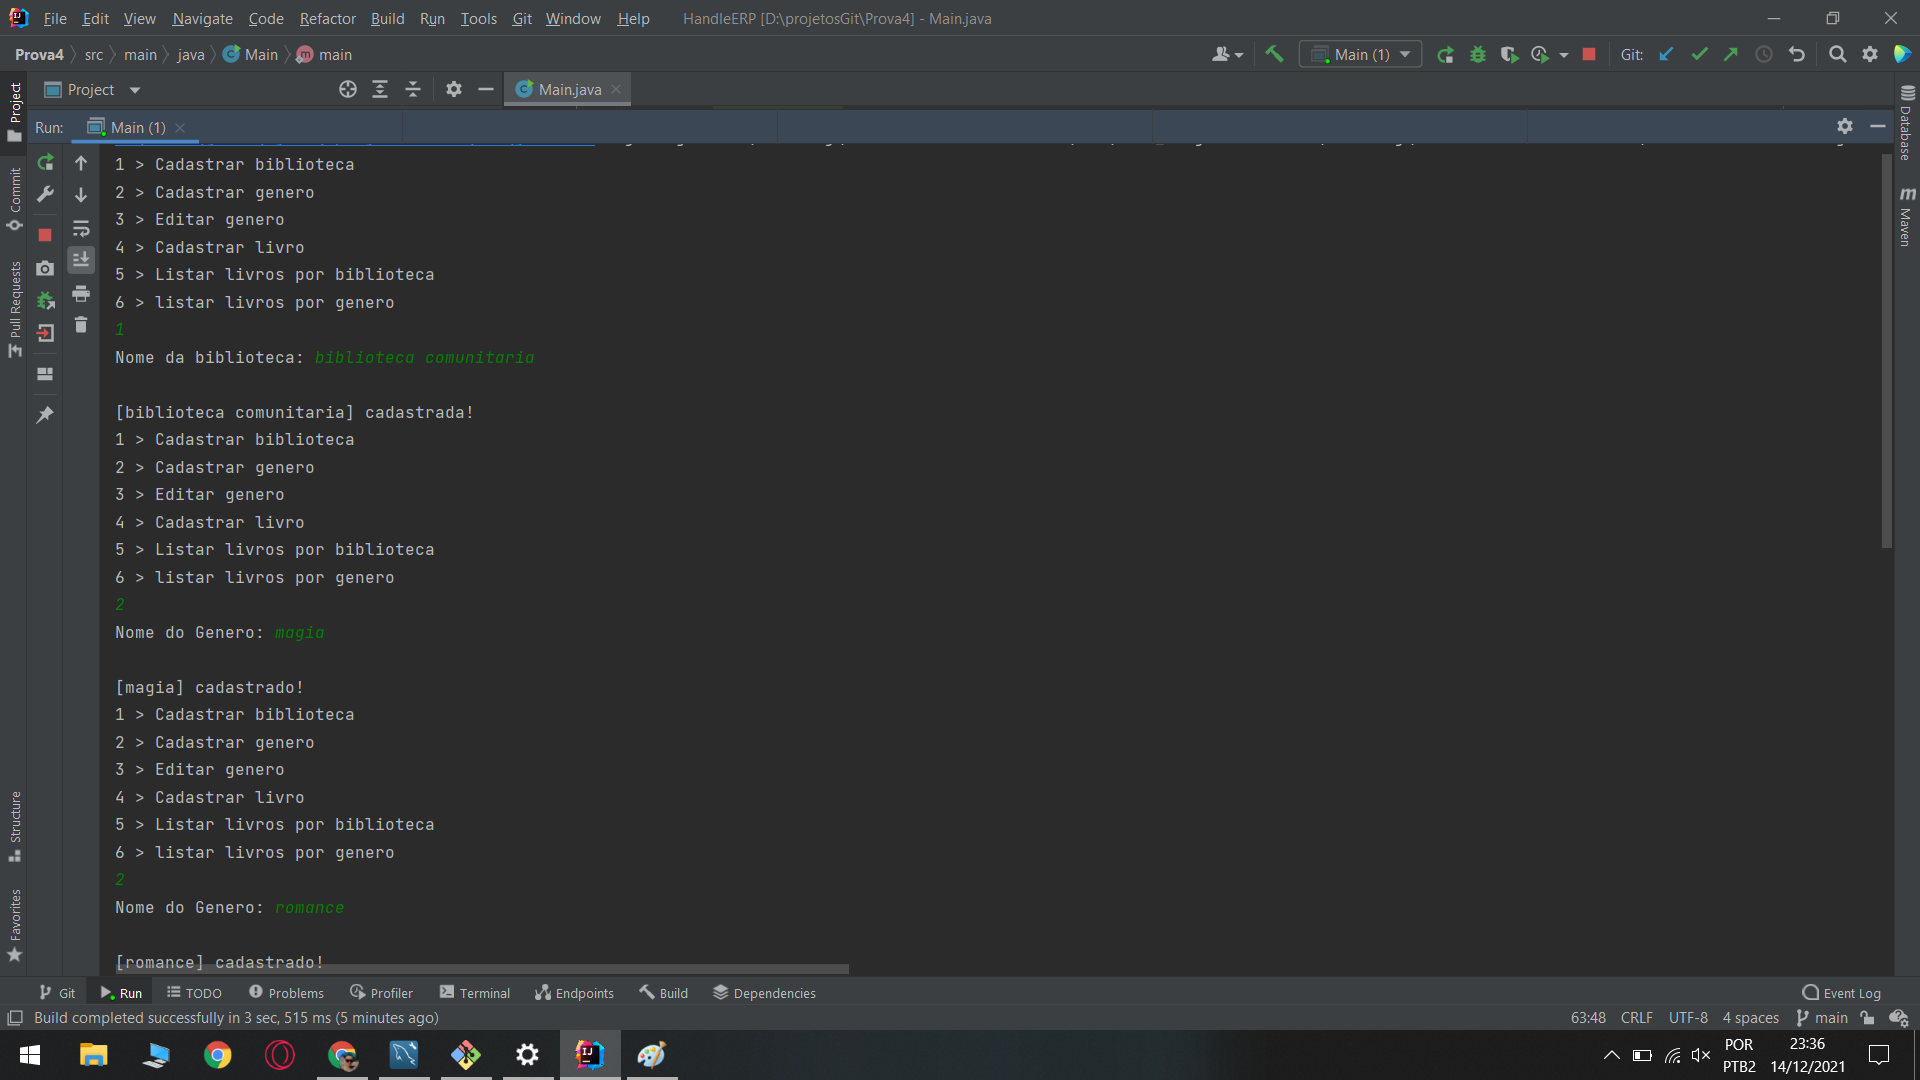 File Edit View Navigate Code Refactor Build Run Tools Git Window Help HandleERP [D:\projetosGit\Prova4] - Main.java
Prova4 src main java Main main Main (1) Git:
Project Main.java
Run: Main (1)
1 > Cadastrar biblioteca
2 > Cadastrar genero
3 > Editar genero
4 > Cadastrar livro
5 > Listar livros por biblioteca
6 > listar livros por genero
1
Nome da biblioteca: biblioteca comunitaria
[biblioteca comunitaria] cadastrada!
1 > Cadastrar biblioteca
2 > Cadastrar genero
3 > Editar genero
4 > Cadastrar livro
5 > Listar livros por biblioteca
6 > listar livros por genero
2
Nome do Genero: magia
[magia] cadastrado!
1 > Cadastrar biblioteca
2 > Cadastrar genero
3 > Editar genero
4 > Cadastrar livro
5 > Listar livros por biblioteca
6 > listar livros por genero
2
Nome do Genero: romance
[romance] cadastrado!
Project
Commit
Pull Requests
Structure
Favorites
Database
Maven
Git Run TODO Problems Profiler Terminal Endpoints Build Dependencies Event Log
Build completed successfully in 3 sec, 515 ms (5 minutes ago) 63:48 CRLF UTF-8 4 spaces main
POR 23:36
PTB2 14/12/2021